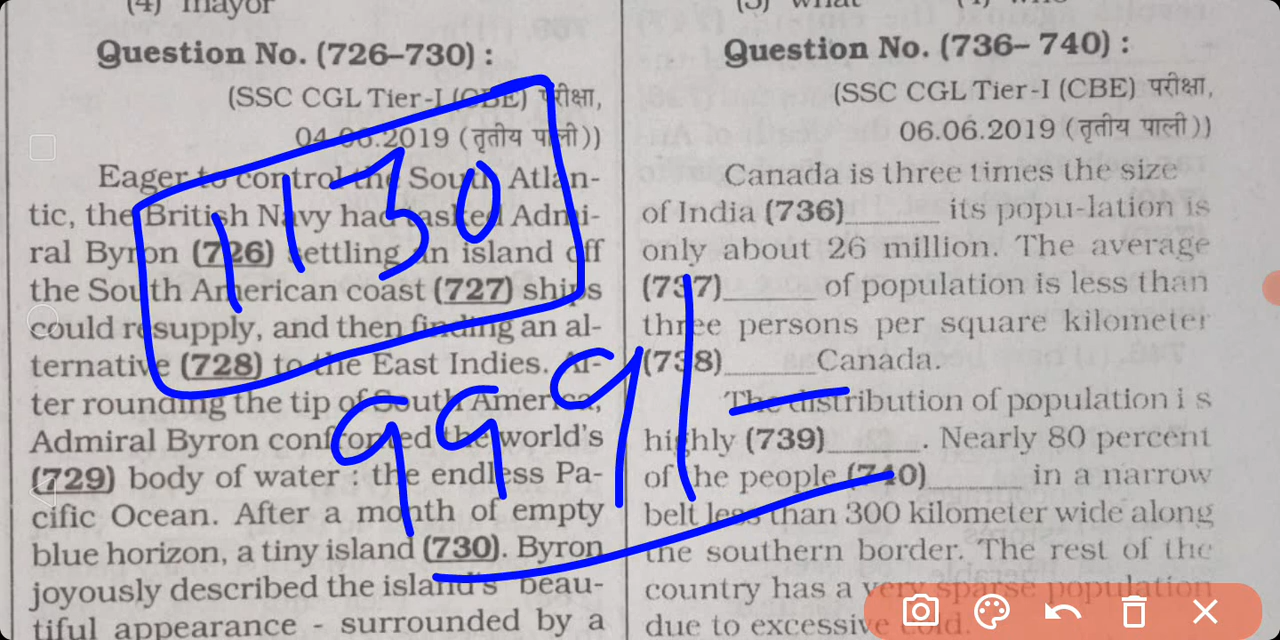 (4) mayor
Question No. (726–730) :
(SSC CGL Tier-I (CBE) परीक्षा,
04.06.2019 (तृतीय पाली))
Eager to control the South Atlan-
tic, the British Navy had tasked Admi-
ral Byron (726) settling an island off
the South American coast (727) ships
could resupply, and then finding an al-
ternative (728) to the East Indies. Af-
ter rounding the tip of South America,
Admiral Byron confronted the world's
(729) body of water : the endless Pa-
cific Ocean. After a month of empty
blue horizon, a tiny island (730). Byron
joyously described the island's beau-
tiful appearance - surrounded by a
1130
999/-
(3) what (4) who
Question No. (736– 740) :
(SSC CGL Tier-I (CBE) परीक्षा,
06.06.2019 (तृतीय पाली))
Canada is three times the size
of India (736)______ its popu-lation is
only about 26 million. The average
(737)______ of population is less than
three persons per square kilometer
(738)______Canada.
The distribution of population i s
highly (739)______. Nearly 80 percent
of the people (740)______ in a narrow
belt less than 300 kilometer wide along
the southern border. The rest of the
country has a very sparse population
due to excessive cold.